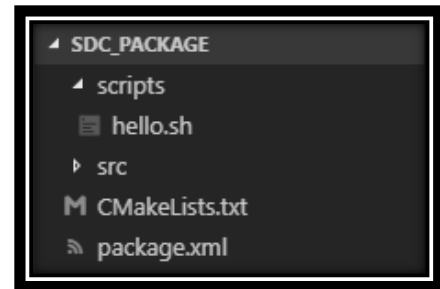 SDC_PACKAGE
scripts
hello.sh
src
CMakeLists.txt
package.xml